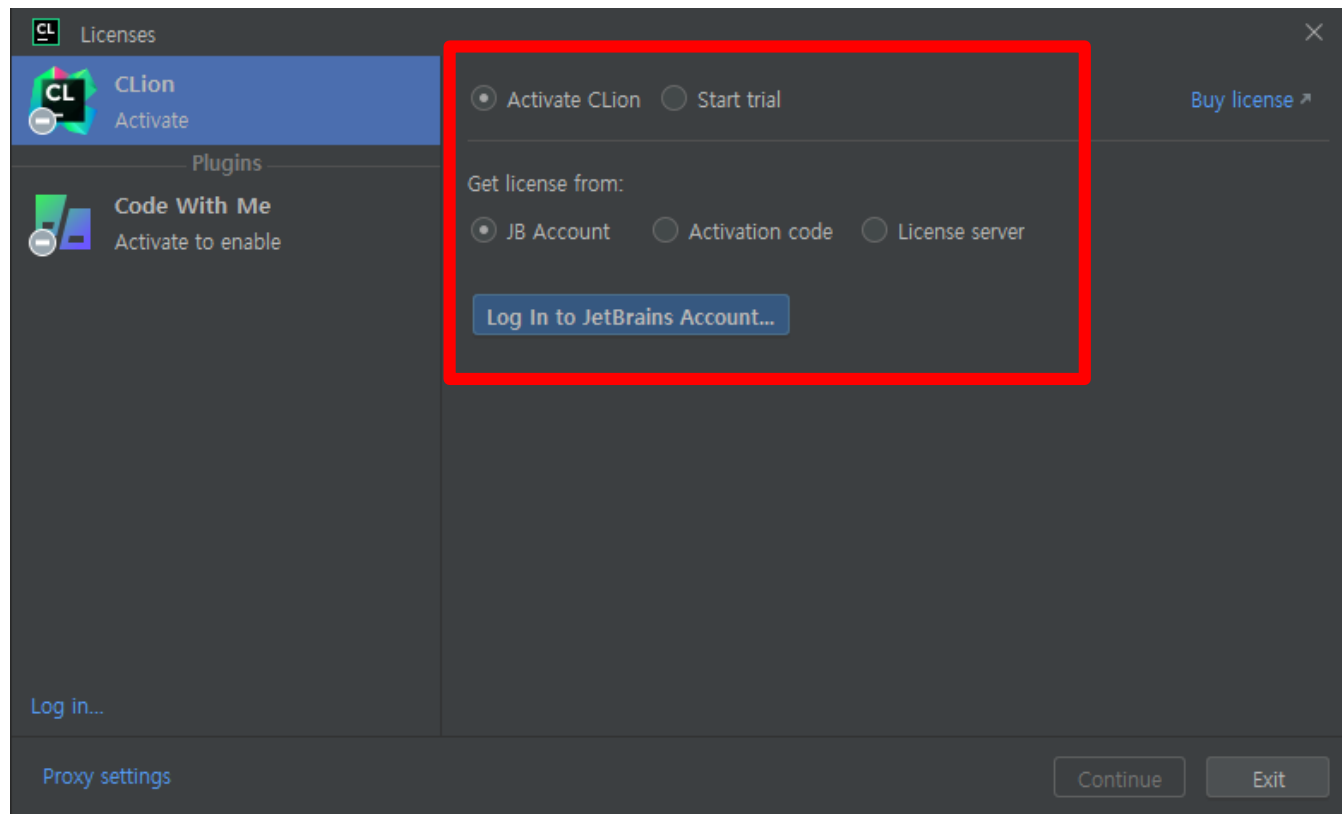 CL Licenses
CL
CLion
Activate
Plugins
Code With Me
Activate to enable
Log in...
Activate CLion Start trial Buy license
Get license from:
JB Account Activation code License server
Log In to JetBrains Account...
Proxy settings
Continue Exit